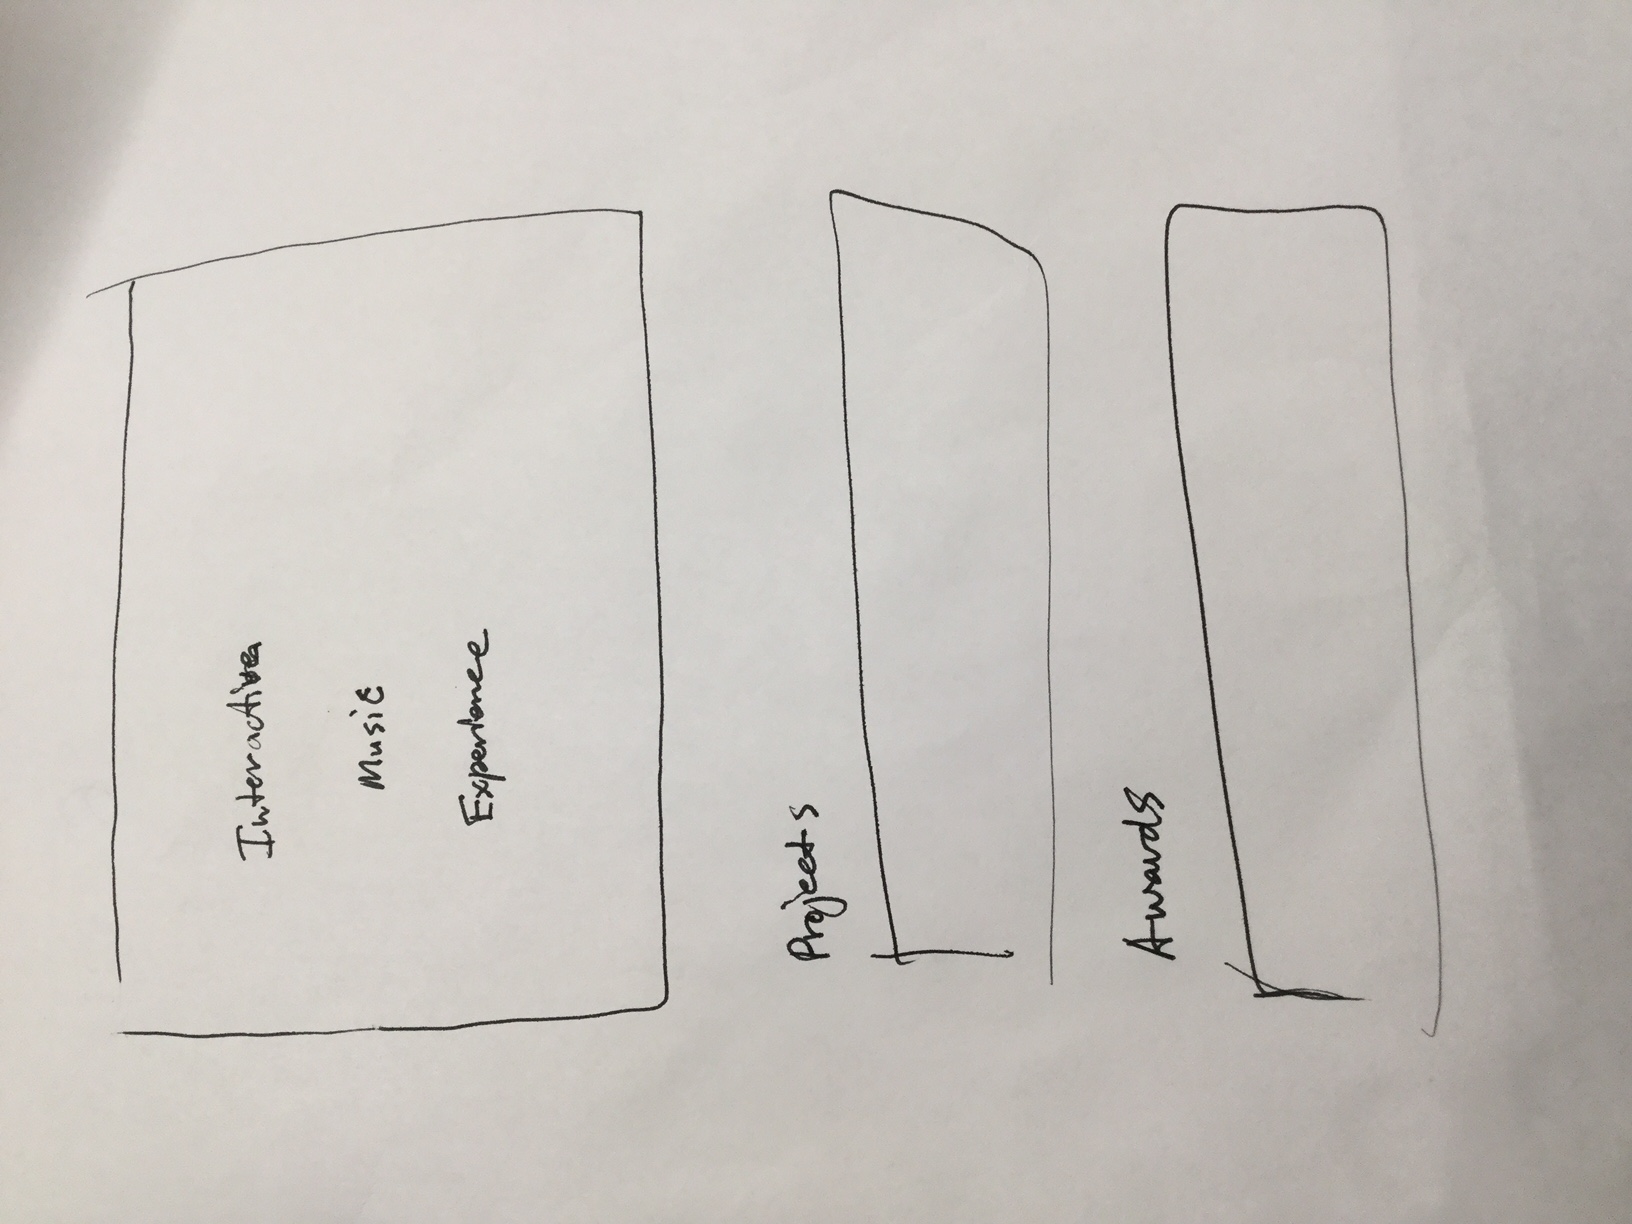 Interactive
Music
Experience
Projects
Awards